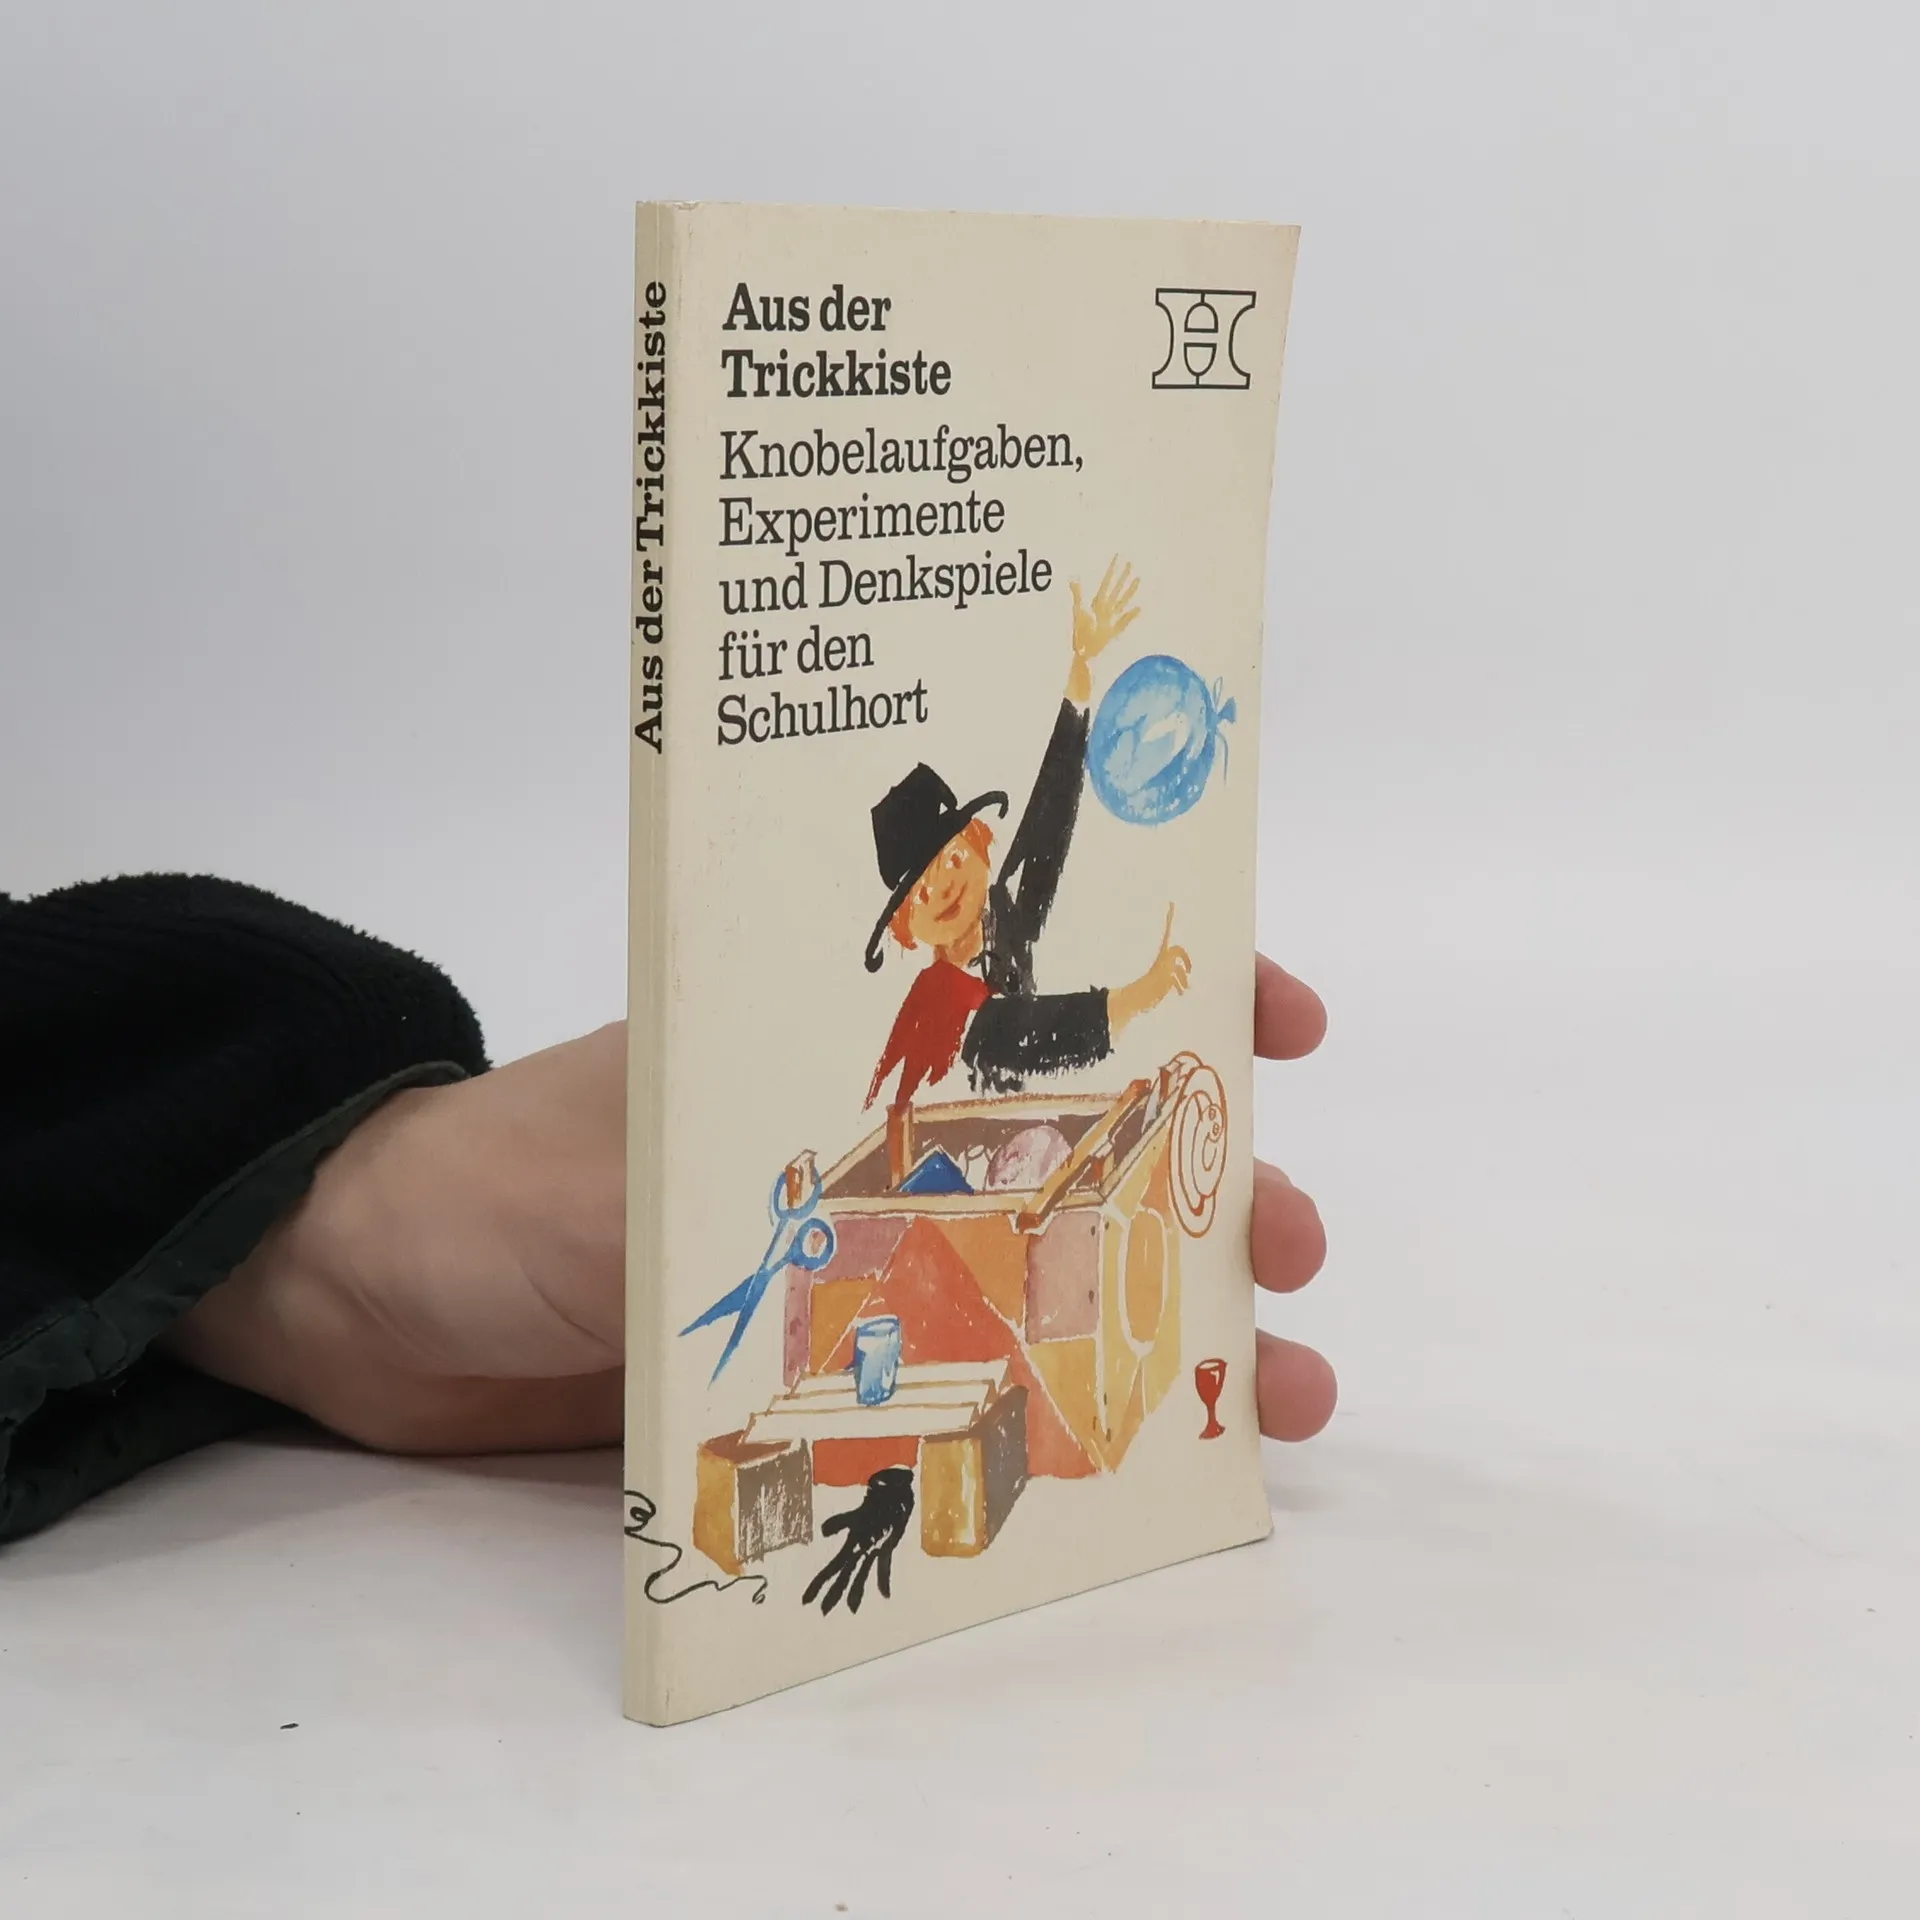 Aus der Trickkiste
Aus der
Trickkiste
Knobelaufgaben,
Experimente
und Denkspiele
für den
Schulhort